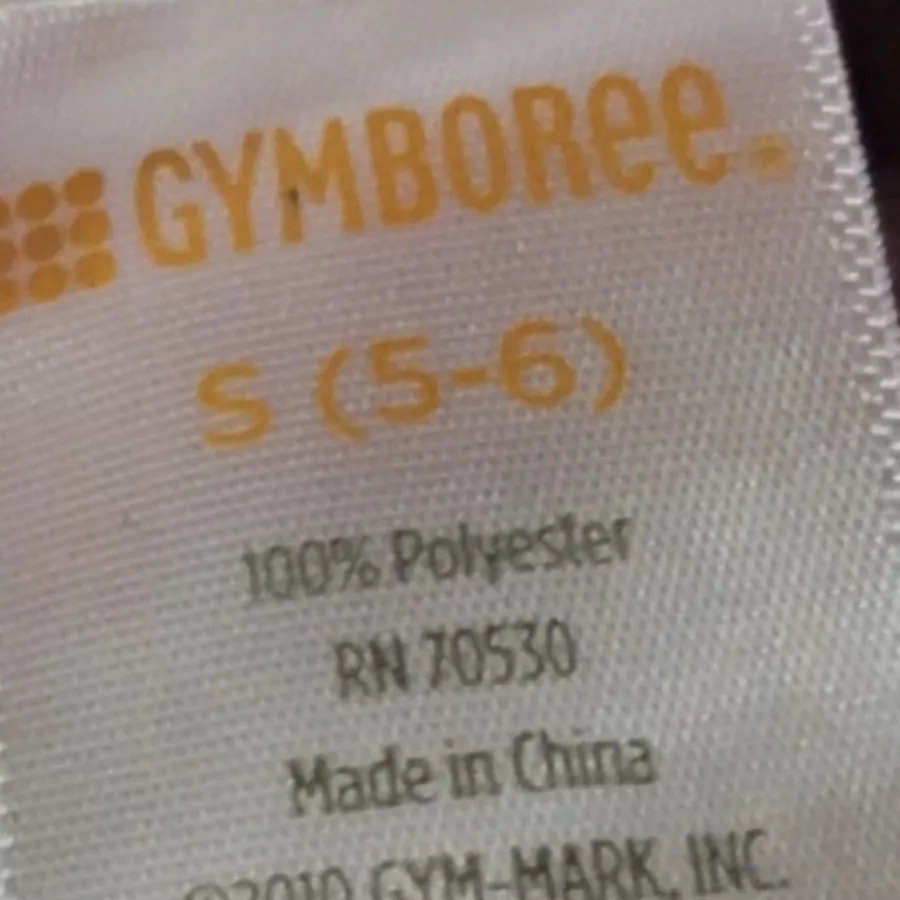 GYMBOREE
S (5-6)
100% Polyester
RN 70530
Made in China
©2010 GYM-MARK, INC.